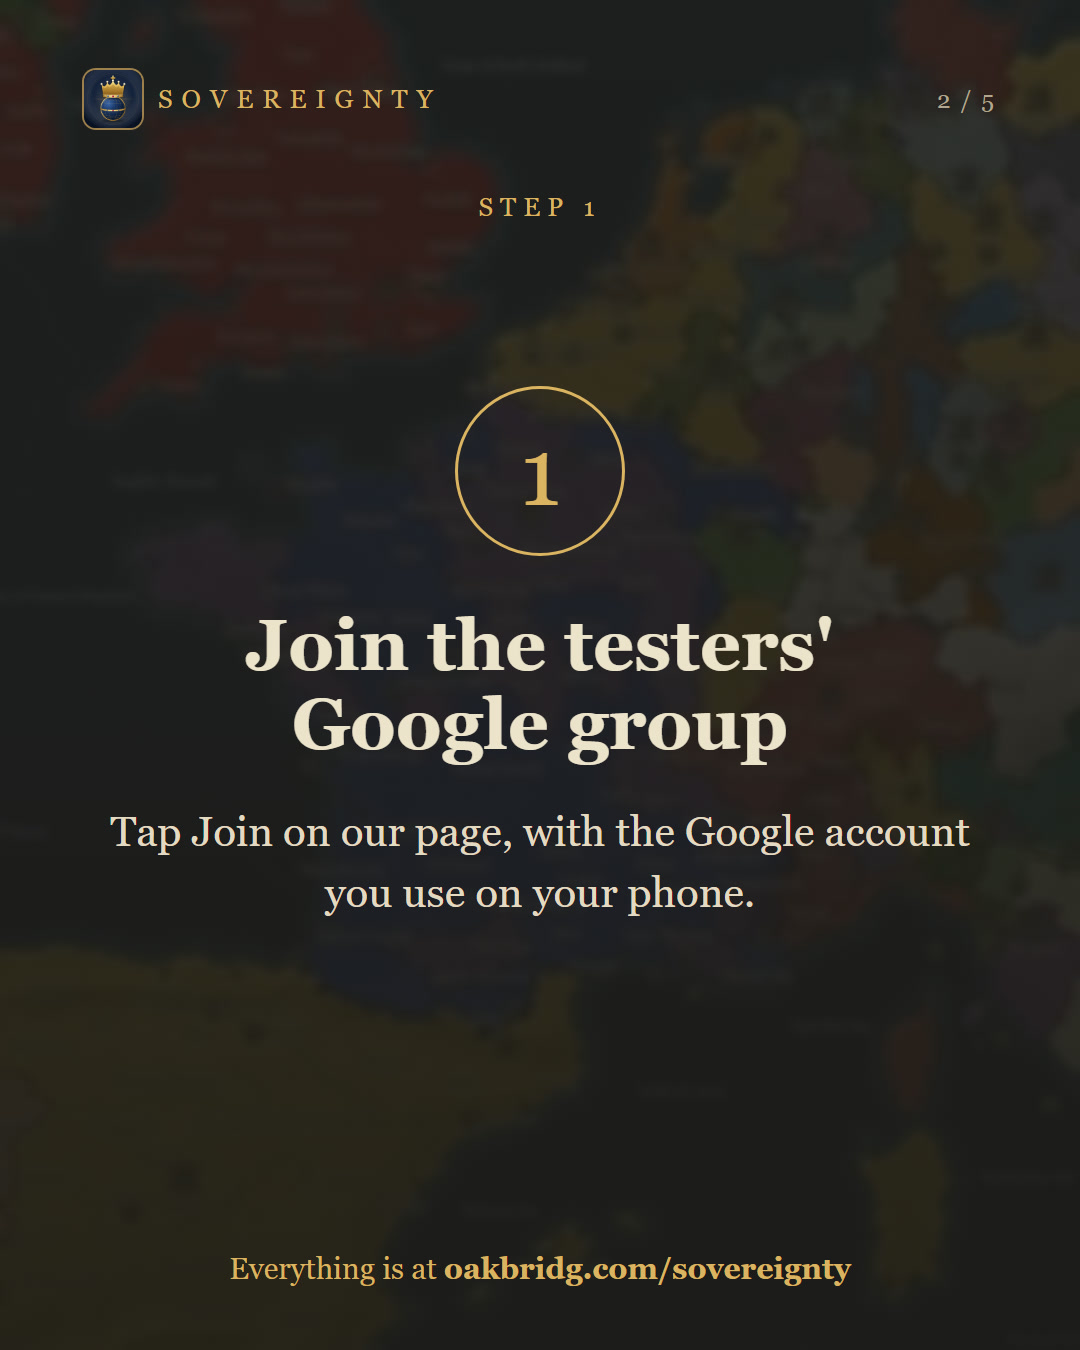 SOVEREIGNTY
2 / 5
STEP 1
1
Join the testers'
Google group
Tap Join on our page, with the Google account
you use on your phone.
Everything is at oakbridg.com/sovereignty